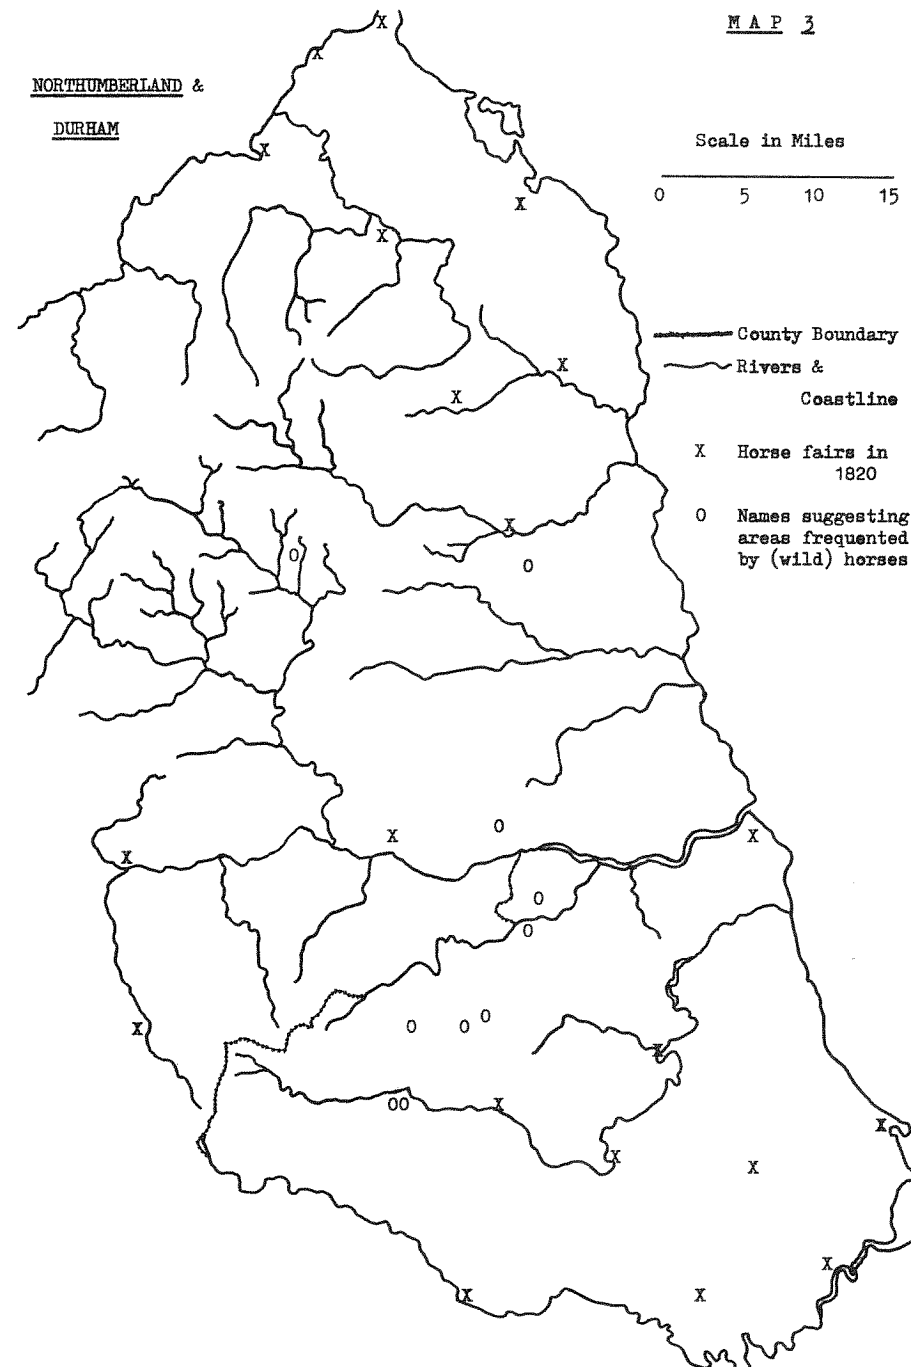 MAP 3
NORTHUMBERLAND &
DURHAM
Scale in Miles
0 5 10 15
County Boundary
Rivers &
Coastline
X Horse fairs in
1820
O Names suggesting
areas frequented
by (wild) horses